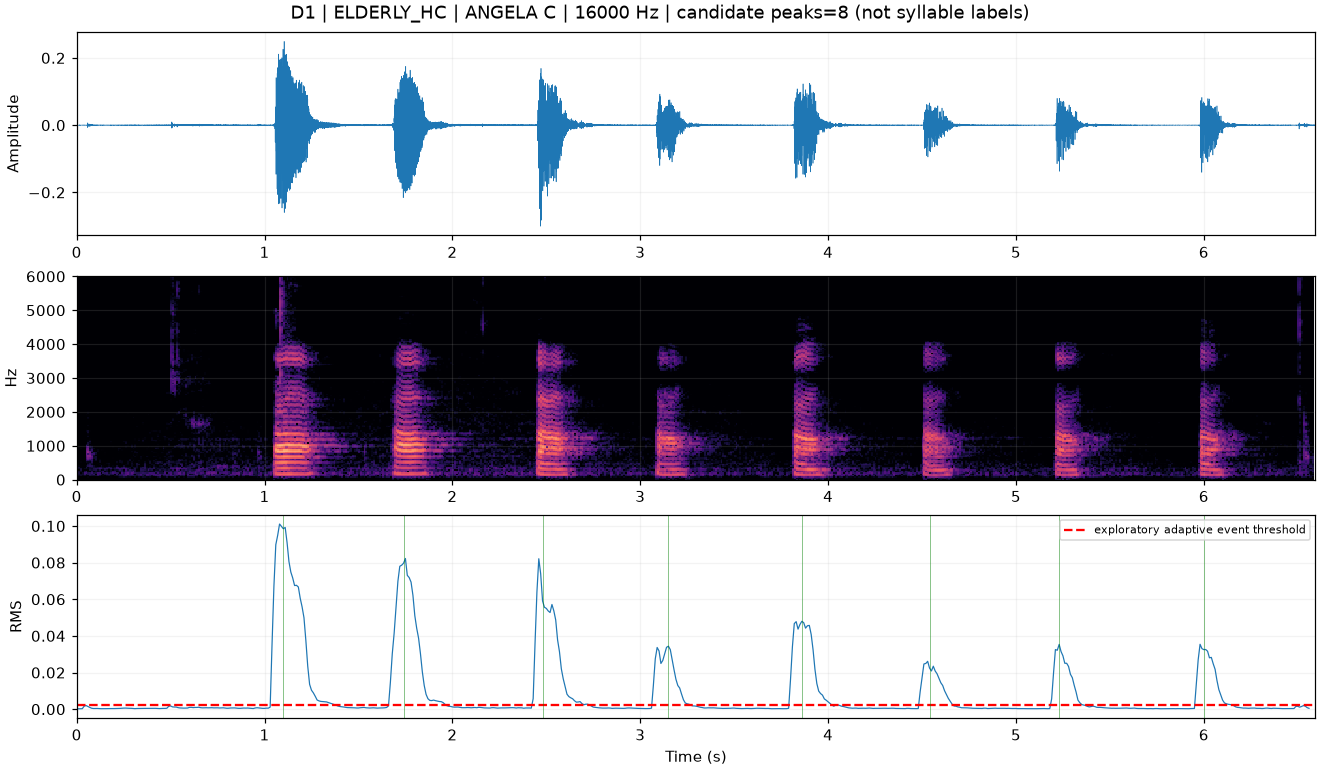 D1 | ELDERLY_HC | ANGELA C | 16000 Hz | candidate peaks=8 (not syllable labels)
Amplitude
0.2
0.0
−0.2
0 1 2 3 4 5 6
Hz
6000
5000
4000
3000
2000
1000
0
0 1 2 3 4 5 6
RMS
0.10
0.08
0.06
0.04
0.02
0.00
exploratory adaptive event threshold
0 1 2 3 4 5 6
Time (s)